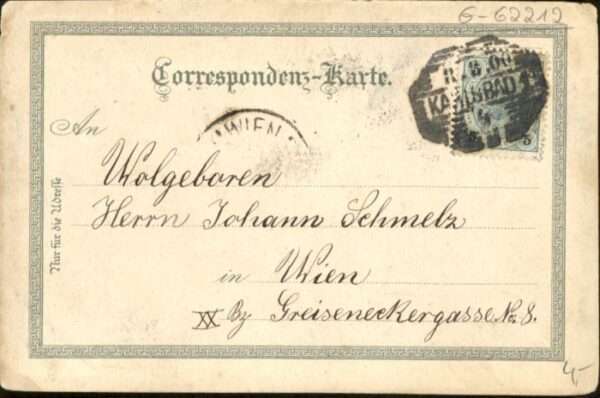 G-62212
Correspondenz-Karte.
KARLSBAD
WIEN
5
An
Nur für die Adresse
Wolgeboren
Herrn Johann Schmelz
in Wien
XX Bz Greiseneckergasse No. 8.
4,-